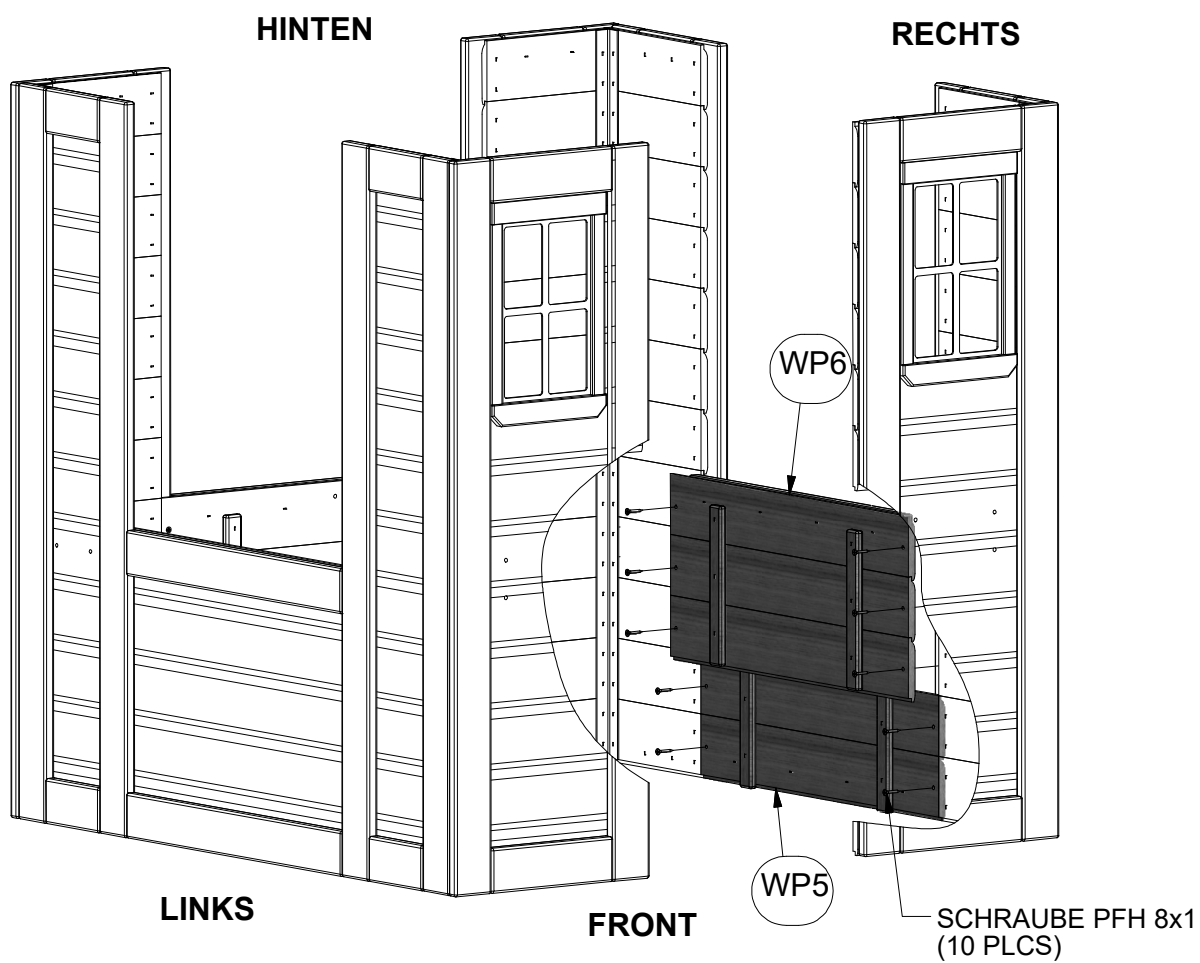 HINTEN
RECHTS
WP6
WP5
LINKS
FRONT
SCHRAUBE PFH 8x1
(10 PLCS)